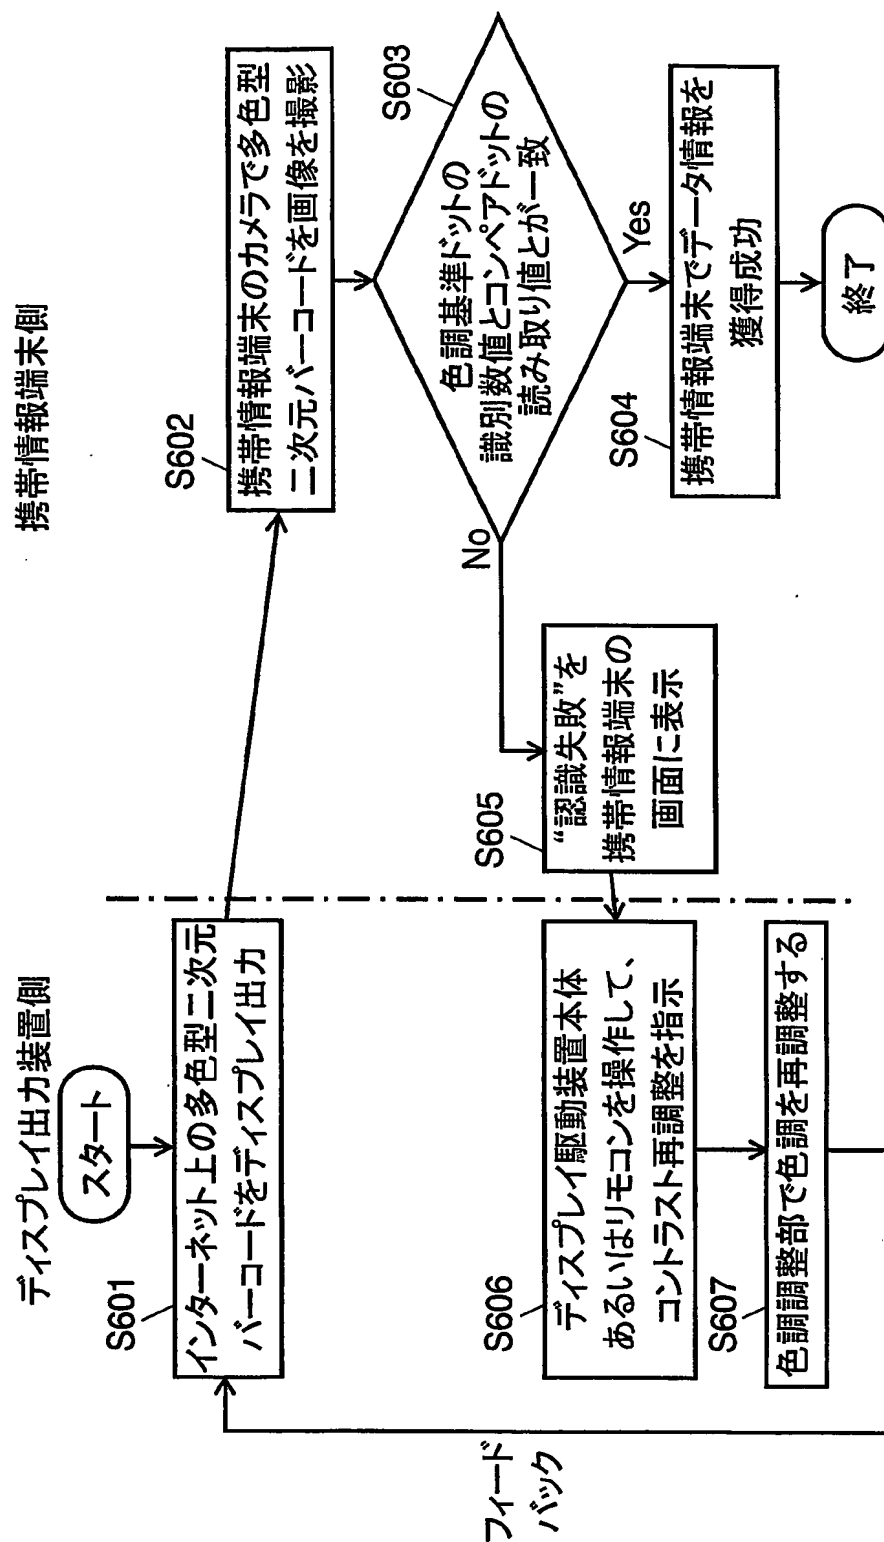 ディスプレイ出力装置側
スタート
S601
インターネット上の多色型二次元
バーコードをディスプレイ出力
携帯情報端末側
S602
携帯情報端末のカメラで多色型
二次元バーコードを画像を撮影
S603
色調基準ドットの
識別数値とコンペアドットの
読み取り値とが一致
Yes
No
S604
携帯情報端末でデータ情報を
獲得成功
終了
S605
“認識失敗”を
携帯情報端末の
画面に表示
S606
ディスプレイ駆動装置本体
あるいはリモコンを操作して、
コントラスト再調整を指示
S607
色調調整部で色調を再調整する
フィード
バック